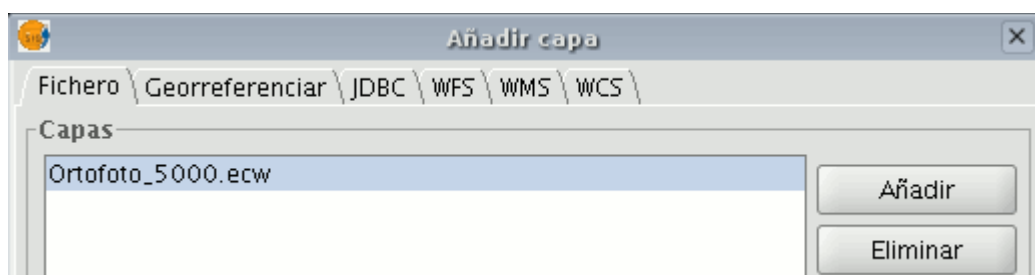 Añadir capa
Fichero Georreferenciar JDBC WFS WMS WCS
Capas
Ortofoto_5000.ecw
Añadir
Eliminar